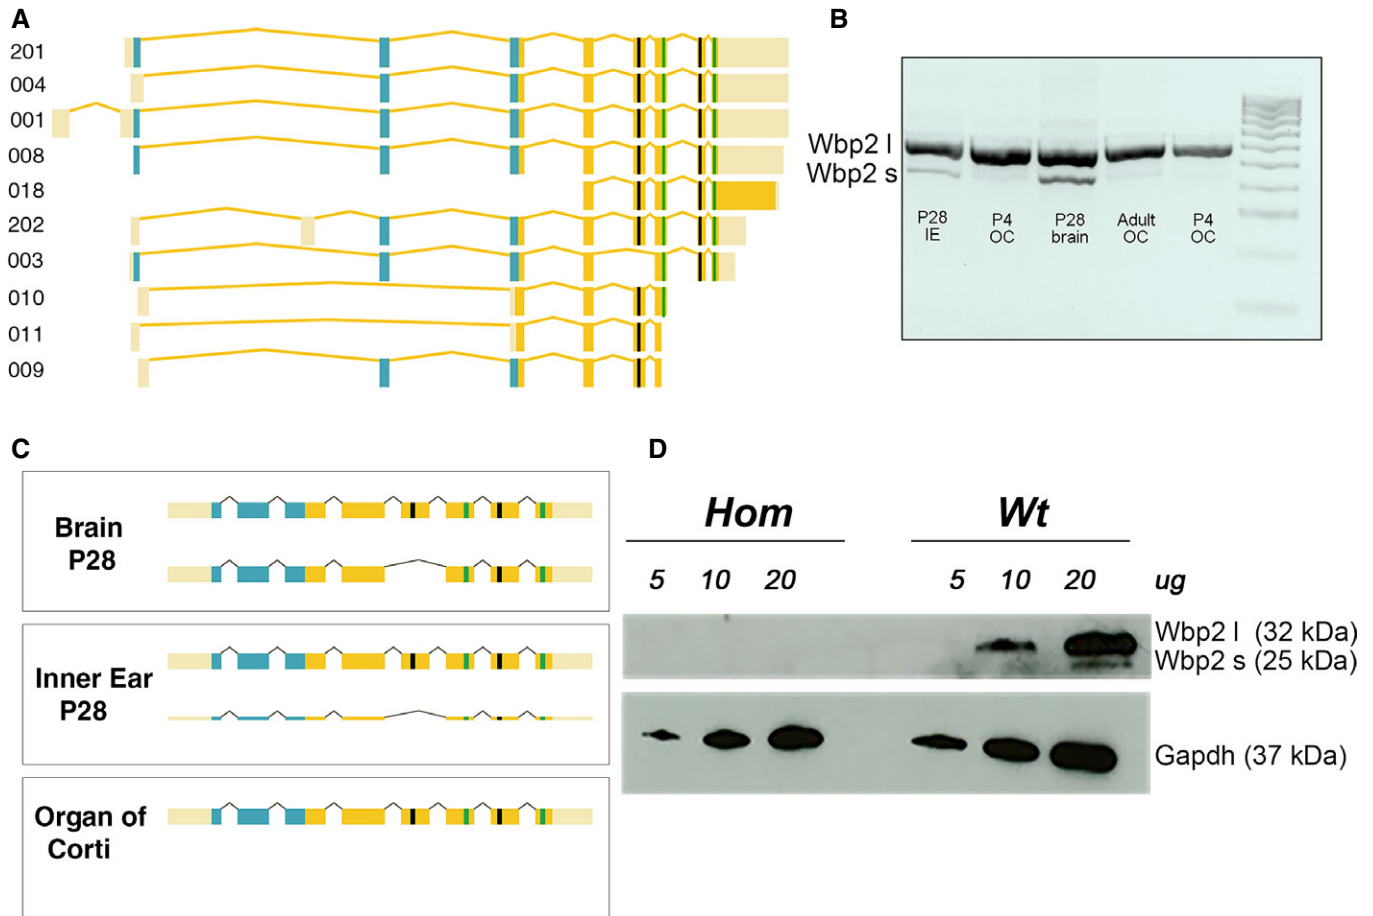 A
201
004
001
008
018
202
003
010
011
009
B
Wbp2 l
Wbp2 s
P28
IE
P4
OC
P28
brain
Adult
OC
P4
OC
C
Brain
P28
Inner Ear
P28
Organ of
Corti
D
Hom Wt
5 10 20 5 10 20 ug
Wbp2 l (32 kDa)
Wbp2 s (25 kDa)
Gapdh (37 kDa)